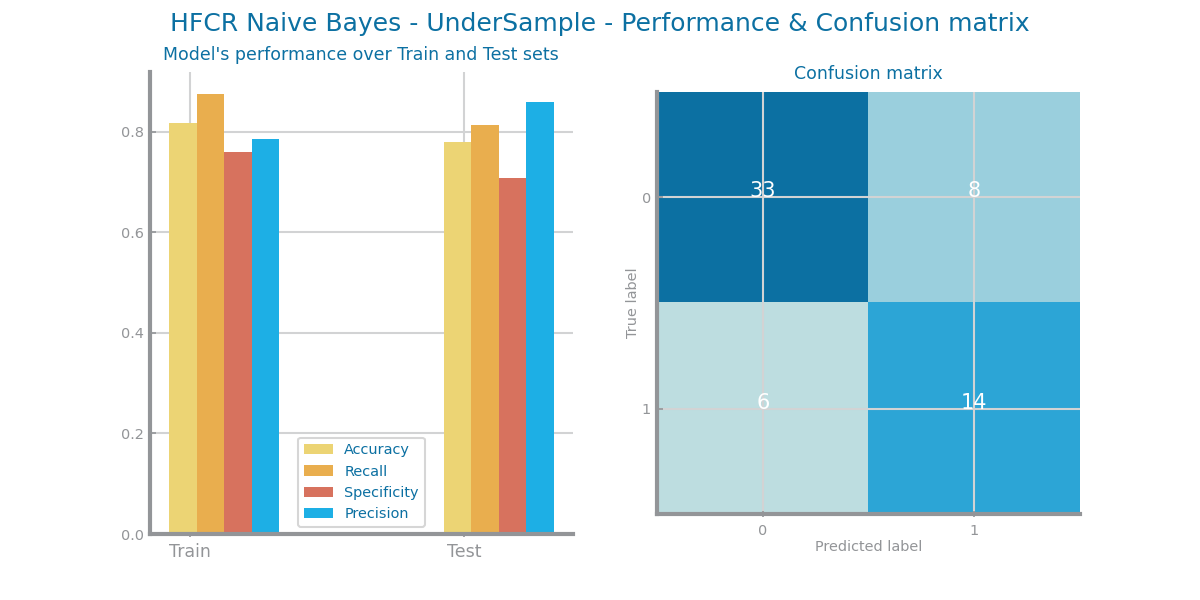 HFCR Naive Bayes - UnderSample - Performance & Confusion matrix
Model's performance over Train and Test sets
0.8
0.6
0.4
0.2
0.0
Train
Test
Accuracy
Recall
Specificity
Precision
Confusion matrix
True label
0
1
33
8
6
14
0
1
Predicted label